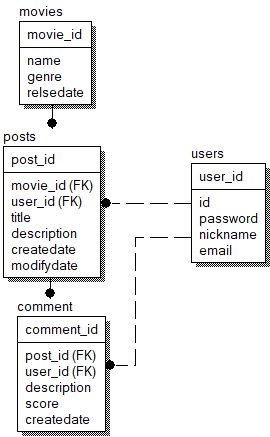 movies
movie_id
name
genre
relsedate
posts
post_id
movie_id (FK)
user_id (FK)
title
description
createdate
modifydate
users
user_id
id
password
nickname
email
comment
comment_id
post_id (FK)
user_id (FK)
description
score
createdate